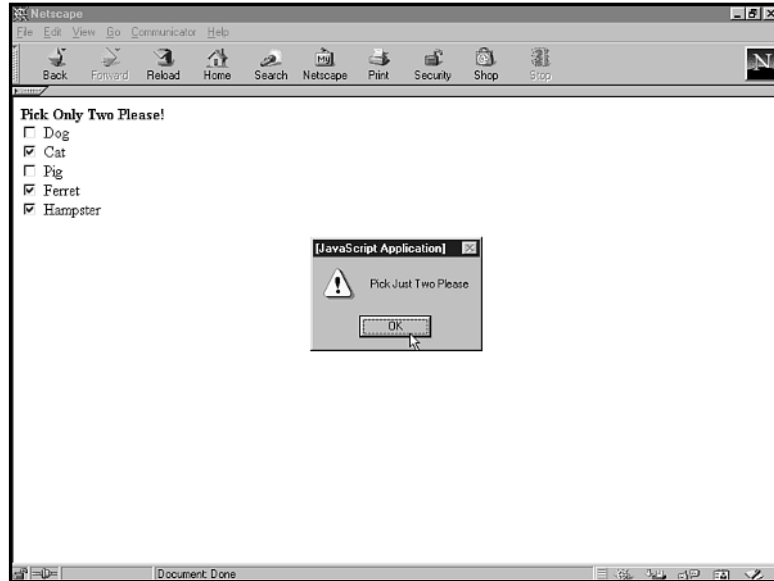 Netscape
File Edit View Go Communicator Help
My
Back Forward Reload Home Search Netscape Print Security Shop Stop
N
Pick Only Two Please!
Dog
Cat
Pig
Ferret
Hampster
[JavaScript Application]
Pick Just Two Please
OK
Document: Done